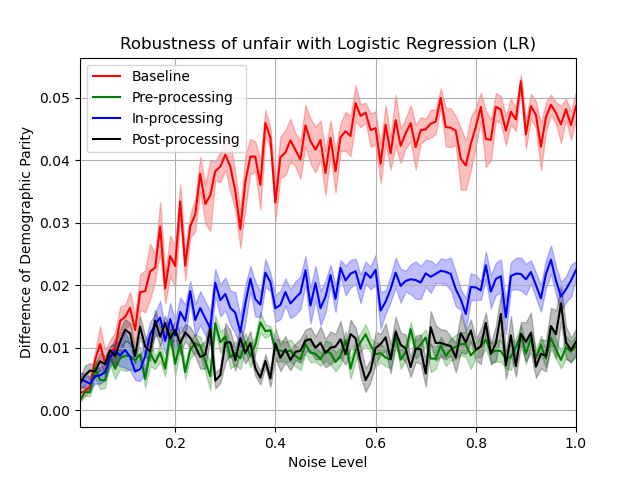 Robustness of unfair with Logistic Regression (LR)
Baseline
Pre-processing
In-processing
Post-processing
Difference of Demographic Parity
0.05
0.04
0.03
0.02
0.01
0.00
0.2 0.4 0.6 0.8 1.0
Noise Level